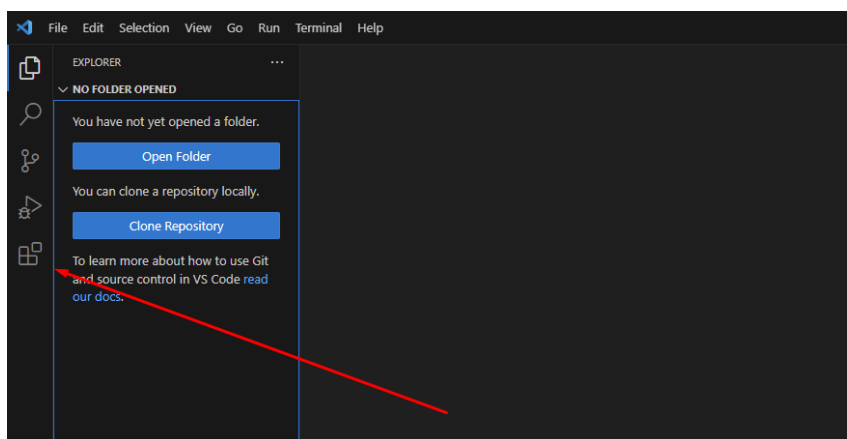 File Edit Selection View Go Run Terminal Help
EXPLORER ...
NO FOLDER OPENED
You have not yet opened a folder.
Open Folder
You can clone a repository locally.
Clone Repository
To learn more about how to use Git
and source control in VS Code read
our docs.